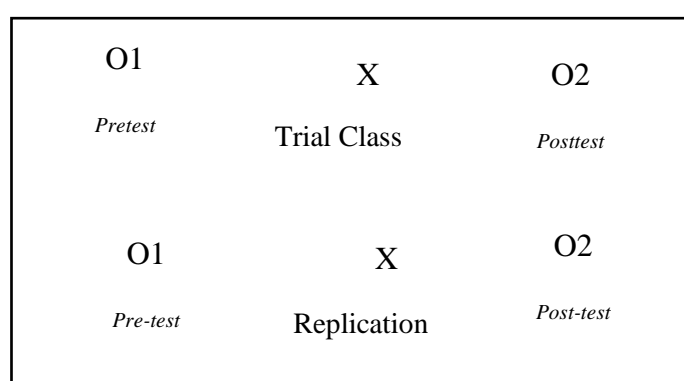 O1 X O2
Pretest Trial Class Posttest
O1 X O2
Pre-test Replication Post-test